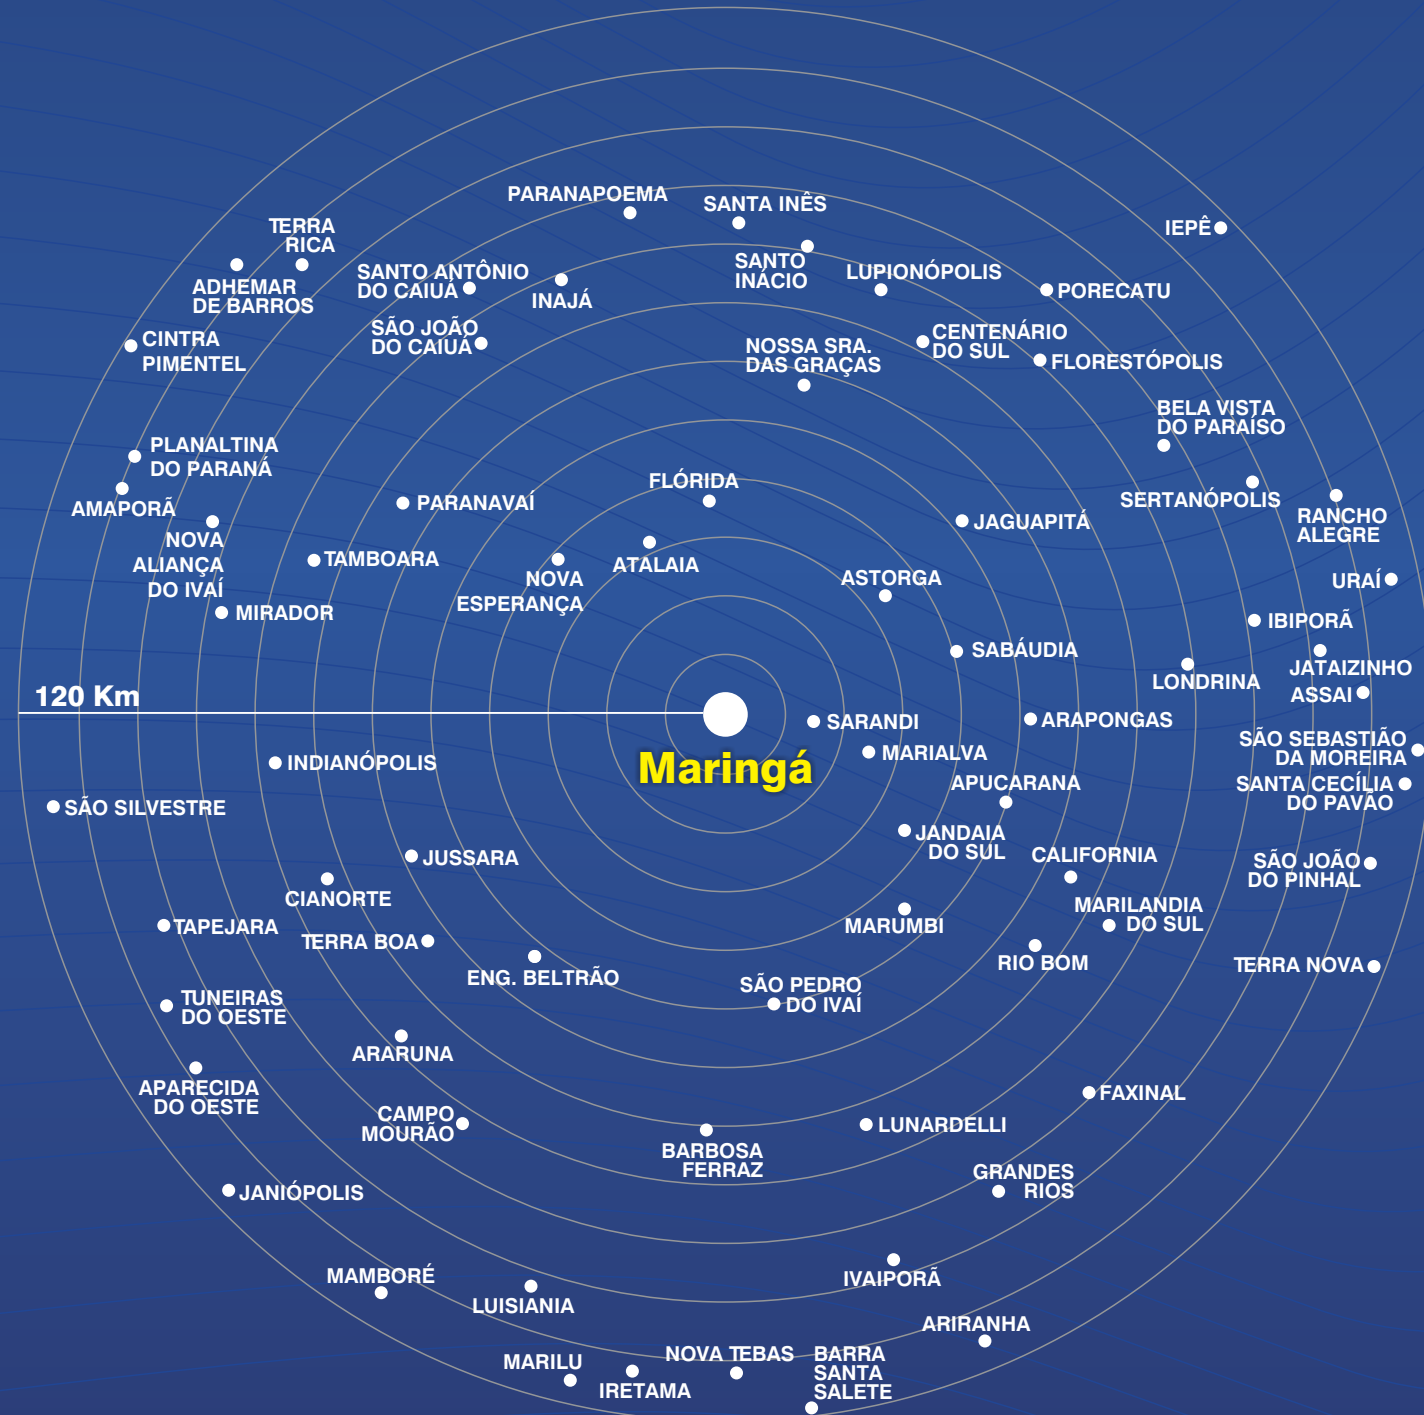 PARANAPOEMA
SANTA INÊS
TERRA
RICA
IEPÊ
ADHEMAR
DE BARROS
SANTO ANTÔNIO
DO CAIUÁ
INAJÁ
SANTO
INÁCIO
LUPIONÓPOLIS
PORECATU
CINTRA
PIMENTEL
SÃO JOÃO
DO CAIUÁ
NOSSA SRA.
DAS GRAÇAS
CENTENÁRIO
DO SUL
FLORESTÓPOLIS
BELA VISTA
DO PARAÍSO
PLANALTINA
DO PARANÁ
FLÓRIDA
SERTANÓPOLIS
AMAPORÃ
PARANAVAÍ
RANCHO
ALEGRE
NOVA
ALIANÇA
DO IVAÍ
JAGUAPITÁ
TAMBOARA
ATALAIA
NOVA
ESPERANÇA
ASTORGA
URAÍ
MIRADOR
IBIPORÃ
SABÁUDIA
JATAIZINHO
LONDRINA
ASSAI
120 Km
SARANDI
ARAPONGAS
SÃO SEBASTIÃO
DA MOREIRA
MARIALVA
Maringá
INDIANÓPOLIS
APUCARANA
SANTA CECÍLIA
DO PAVÃO
SÃO SILVESTRE
JANDAIA
DO SUL
JUSSARA
CALIFORNIA
SÃO JOÃO
DO PINHAL
CIANORTE
MARILANDIA
DO SUL
TAPEJARA
MARUMBI
TERRA BOA
RIO BOM
TERRA NOVA
ENG. BELTRÃO
SÃO PEDRO
DO IVAÍ
TUNEIRAS
DO OESTE
ARARUNA
APARECIDA
DO OESTE
FAXINAL
CAMPO
MOURÃO
LUNARDELLI
BARBOSA
FERRAZ
GRANDES
RIOS
JANIÓPOLIS
MAMBORÉ
IVAIPORÃ
LUISIANIA
ARIRANHA
MARILU
NOVA TEBAS
BARRA
SANTA
SALETE
IRETAMA